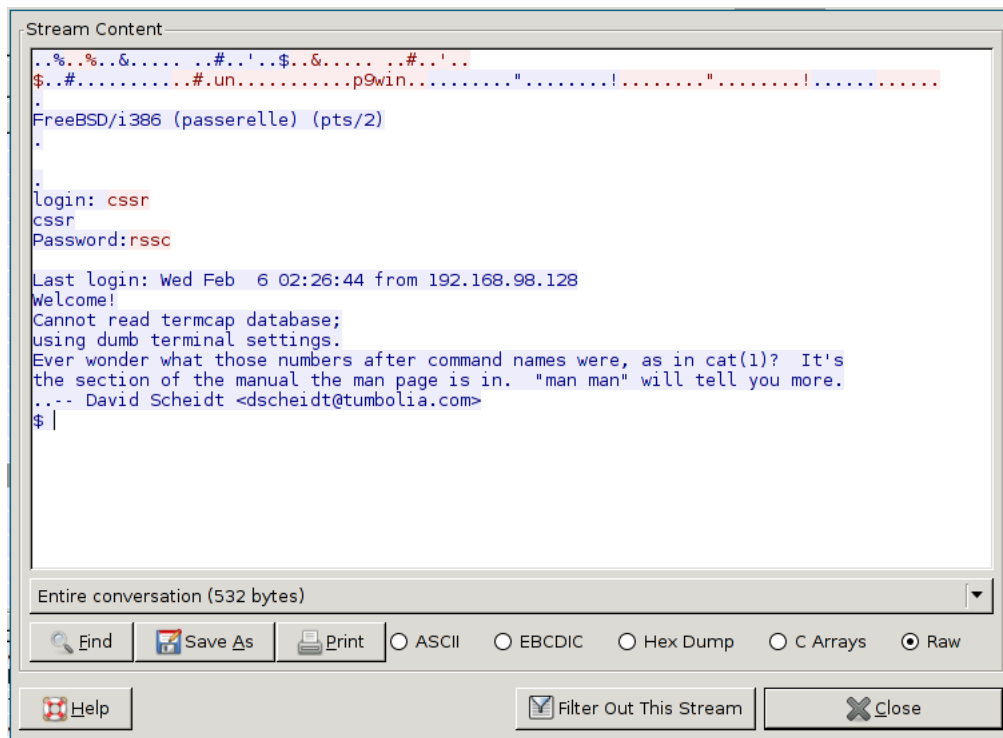 Stream Content
..%..%..&..... ..#..'..$..&..... ..#..'..
$..#...........#.un...........p9win..........."........!........"........!............
.
FreeBSD/i386 (passerelle) (pts/2)
.
.
login: cssr
cssr
Password:rssc
Last login: Wed Feb  6 02:26:44 from 192.168.98.128
Welcome!
Cannot read termcap database;
using dumb terminal settings.
Ever wonder what those numbers after command names were, as in cat(1)?  It's
the section of the manual the man page is in.  "man man" will tell you more.
..-- David Scheidt <dscheidt@tumbolia.com>
$
Entire conversation (532 bytes)
Find Save As Print ASCII EBCDIC Hex Dump C Arrays Raw
Help Filter Out This Stream Close